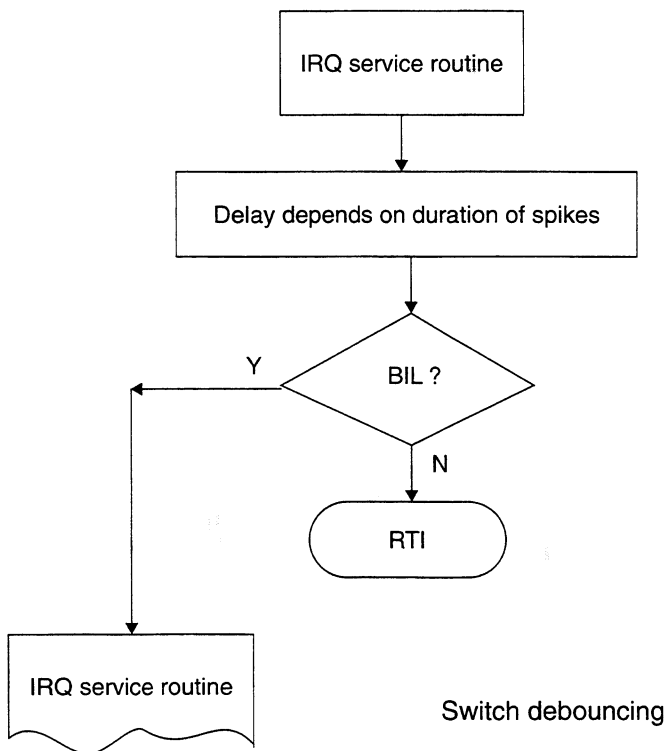 IRQ service routine
Delay depends on duration of spikes
BIL ?
Y
N
RTI
IRQ service routine
Switch debouncing